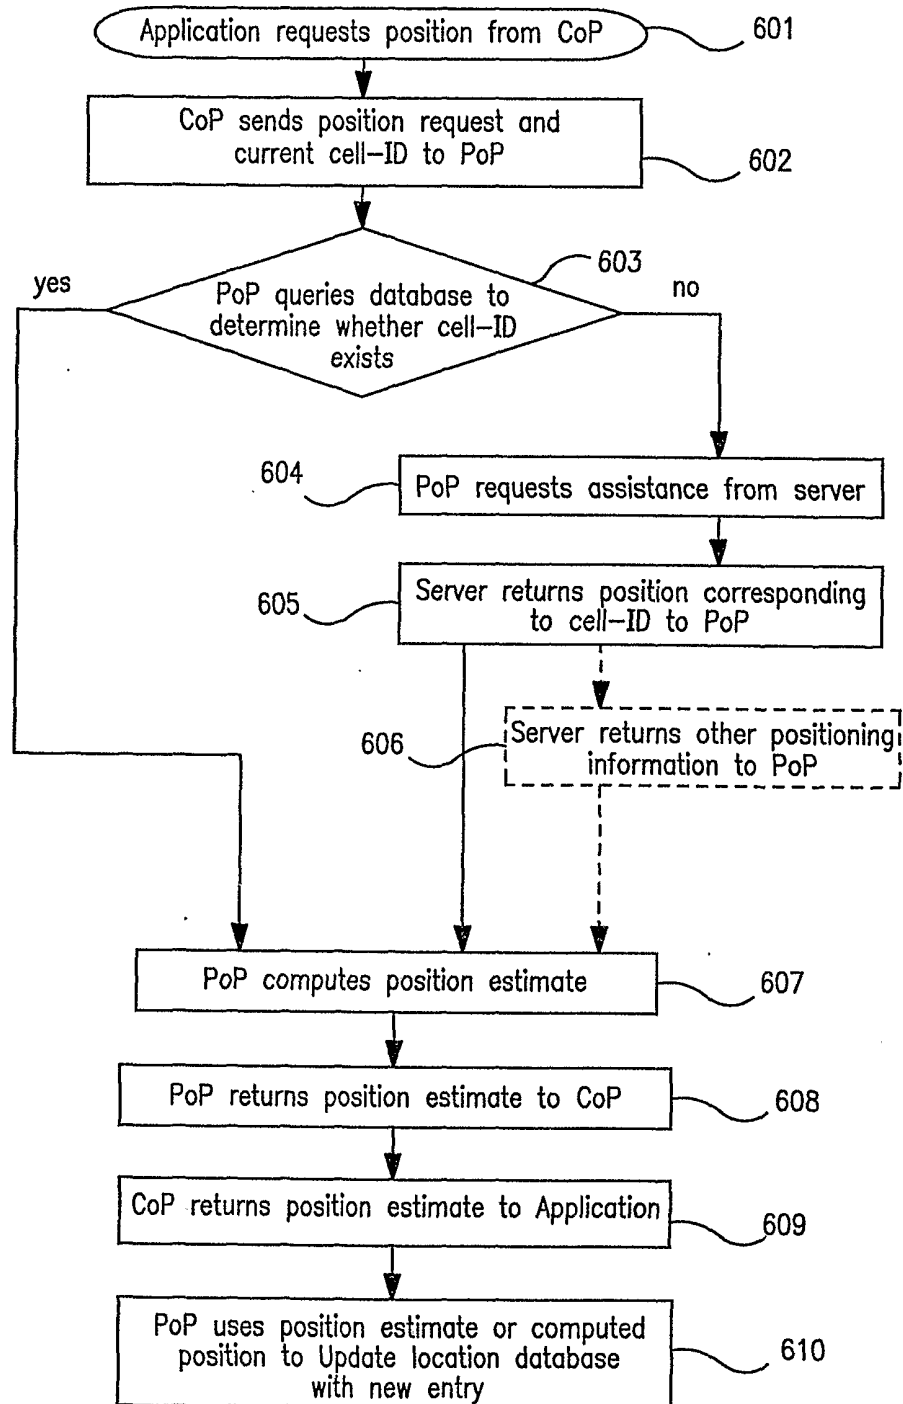 Application requests position from CoP
601
CoP sends position request and
current cell-ID to PoP
602
603
yes
no
PoP queries database to
determine whether cell-ID
exists
604
PoP requests assistance from server
605
Server returns position corresponding
to cell-ID to PoP
606
Server returns other positioning
information to PoP
PoP computes position estimate
607
PoP returns position estimate to CoP
608
CoP returns position estimate to Application
609
PoP uses position estimate or computed
position to Update location database
with new entry
610